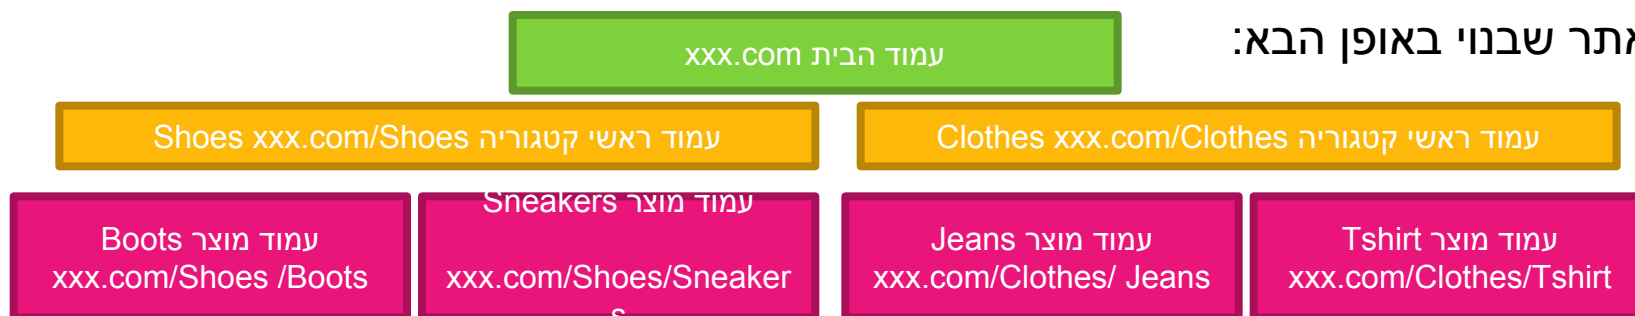 אתר שבנוי באופן הבא:
עמוד הבית xxx.com
עמוד ראשי קטגוריה Clothes xxx.com/Clothes
עמוד ראשי קטגוריה Shoes xxx.com/Shoes
עמוד מוצר Tshirt
xxx.com/Clothes/Tshirt
עמוד מוצר Jeans
xxx.com/Clothes/ Jeans
עמוד מוצר Sneakers
xxx.com/Shoes/Sneaker
s
עמוד מוצר Boots
xxx.com/Shoes /Boots